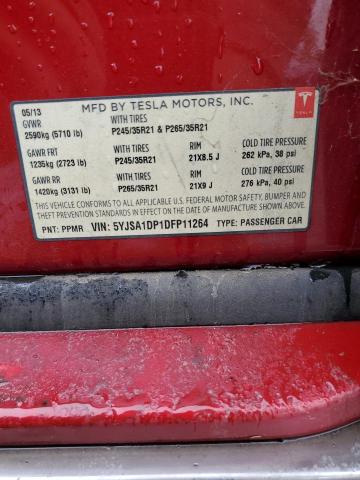 MFD BY TESLA MOTORS, INC.
TESLA
05/13
GVWR WITH TIRES
2590kg (5710 lb) P245/35R21 & P265/35R21
GAWR FRT WITH TIRES RIM COLD TIRE PRESSURE
1235kg (2723 lb) P245/35R21 21X8.5 J 262 kPa, 38 psi
GAWR RR WITH TIRES RIM COLD TIRE PRESSURE
1420kg (3131 lb) P265/35R21 21X9 J 276 kPa, 40 psi
THIS VEHICLE CONFORMS TO ALL APPLICABLE U.S. FEDERAL MOTOR VEHICLE SAFETY, BUMPER, AND
THEFT PREVENTION STANDARDS IN EFFECT ON THE DATE OF MANUFACTURE SHOWN ABOVE.
PNT: PPMR VIN: 5YJSA1DP1DFP11264 TYPE: PASSENGER CAR